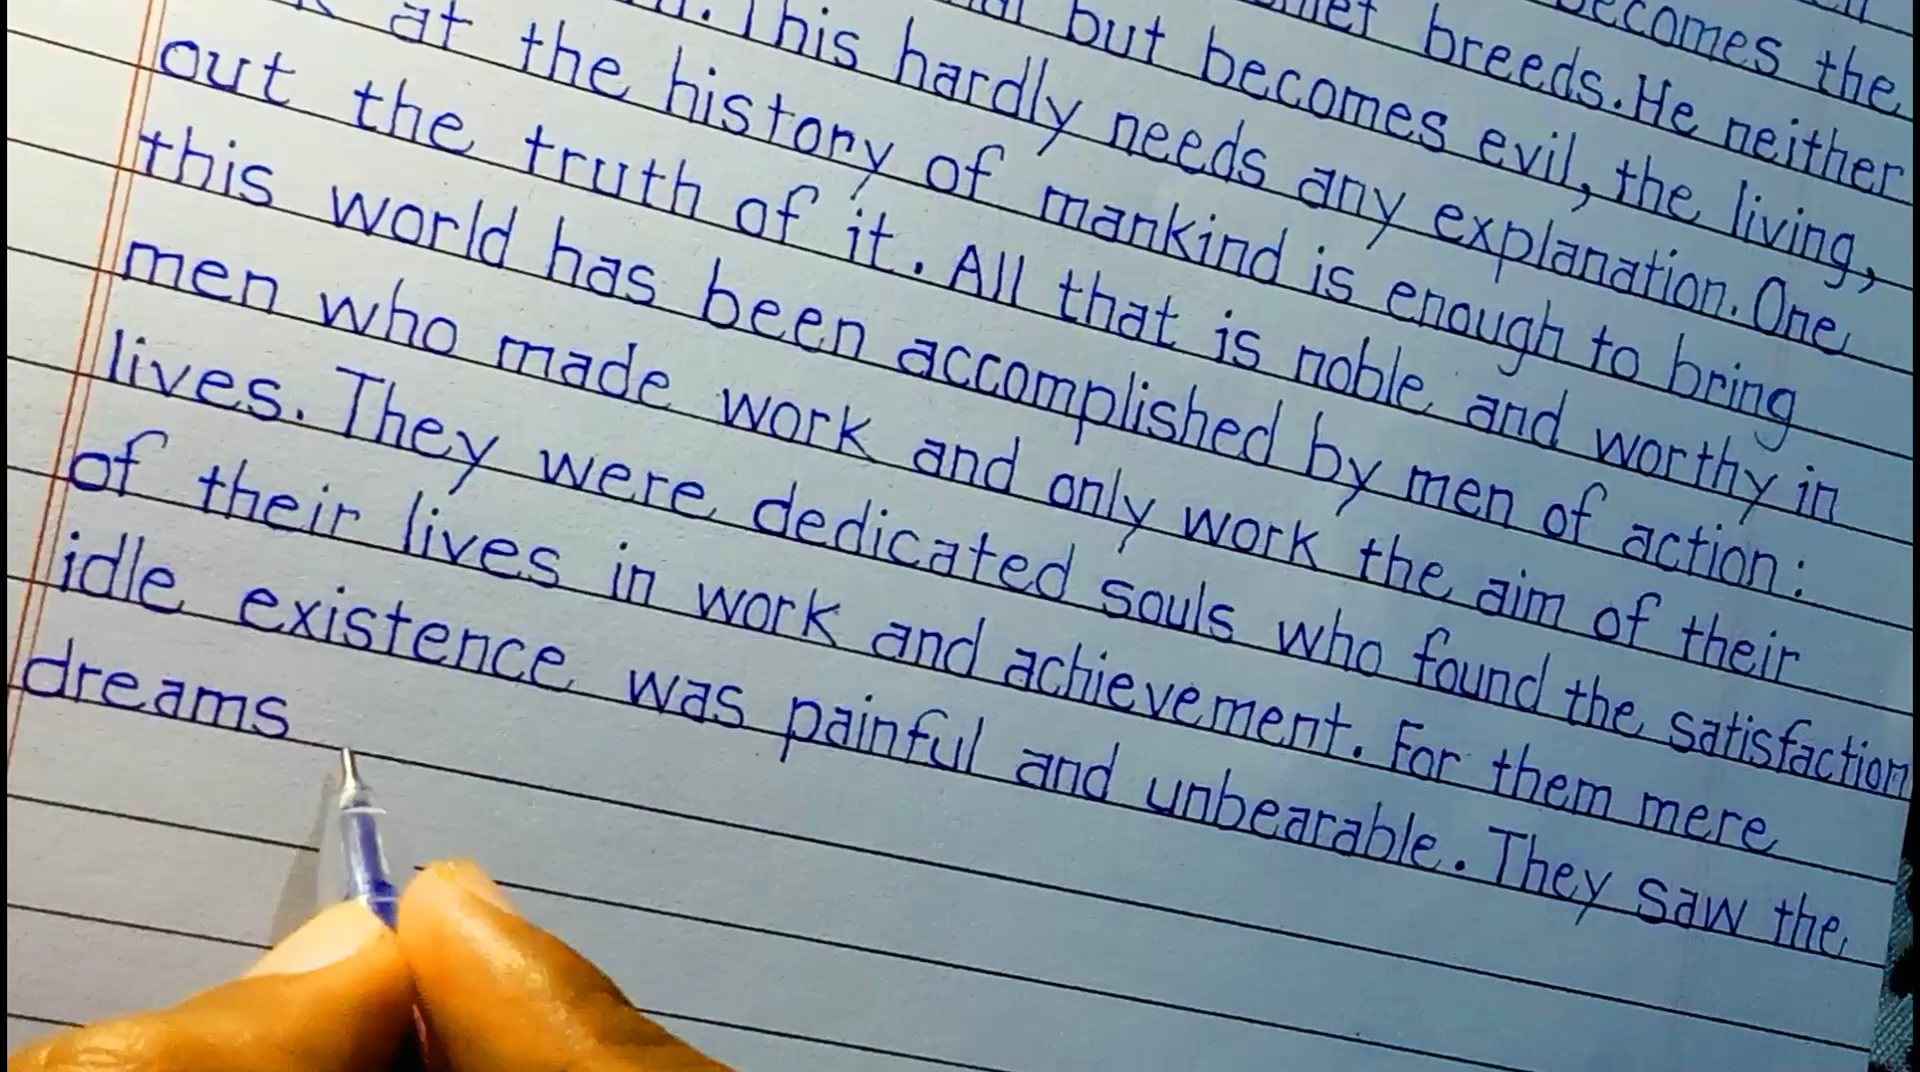 the
breeds. He neither
but becomes evil, the living,
This hardly needs any explanation. One
at the history of mankind is enough to bring
out the truth of it. All that is noble and worthy in
this world has been accomplished by men of action:
men who made work and only work the aim of their
lives. They were dedicated souls who found the satisfaction
of their lives in work and achievement. For them mere
idle existence was painful and unbearable. They saw the
dreams